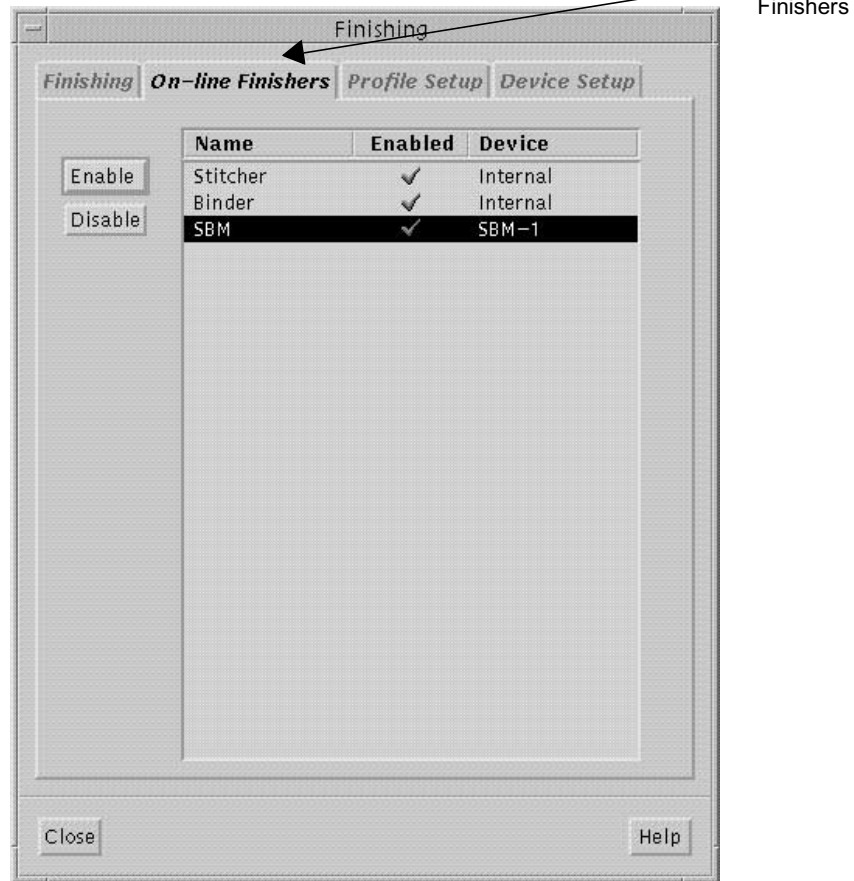 Finishers
Finishing
Finishing On-line Finishers Profile Setup Device Setup
Name Enabled Device
Enable
Disable
Stitcher ✓ Internal
Binder ✓ Internal
SBM ✓ SBM-1
Close Help